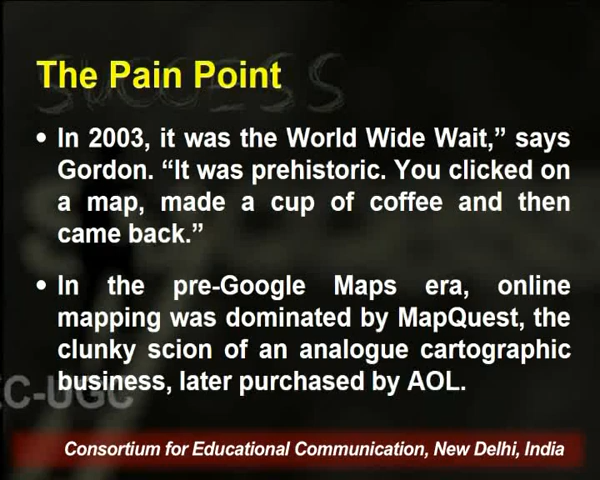 SUCCESS
The Pain Point
• In 2003, it was the World Wide Wait,” says
Gordon. “It was prehistoric. You clicked on
a map, made a cup of coffee and then
came back.”
• In the pre-Google Maps era, online
mapping was dominated by MapQuest, the
clunky scion of an analogue cartographic
business, later purchased by AOL.
EC-UGC
Consortium for Educational Communication, New Delhi, India